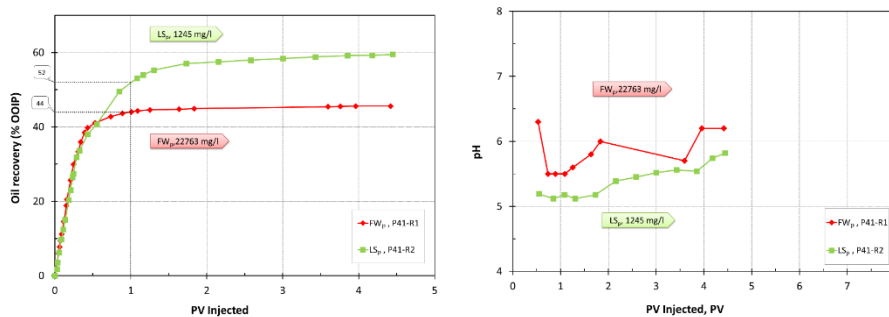 LSₚ, 1245 mg/l
60
52
44
40
20
0
Oil recovery (% OOIP)
FWₚ,22763 mg/l
FWₚ , P41-R1
LSₚ , P41-R2
0 1 2 3 4 5
PV Injected
8
7
6
5
4
pH
FWₚ,22763 mg/l
LSₚ, 1245 mg/l
FWₚ , P41-R1
LSₚ , P41-R2
0 1 2 3 4 5 6 7
PV Injected, PV